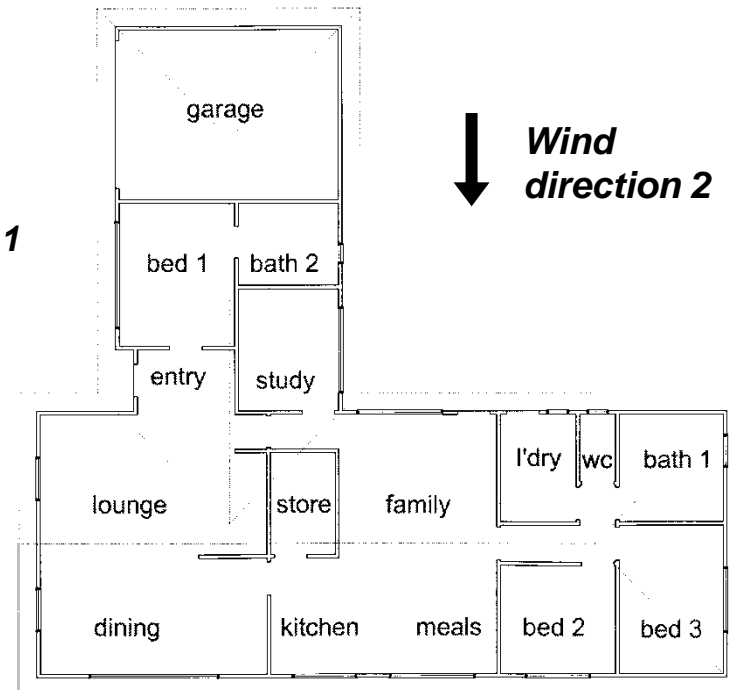 garage
Wind
direction 2
1
bed 1
bath 2
entry
study
l'dry
wc
bath 1
lounge
store
family
dining
kitchen
meals
bed 2
bed 3